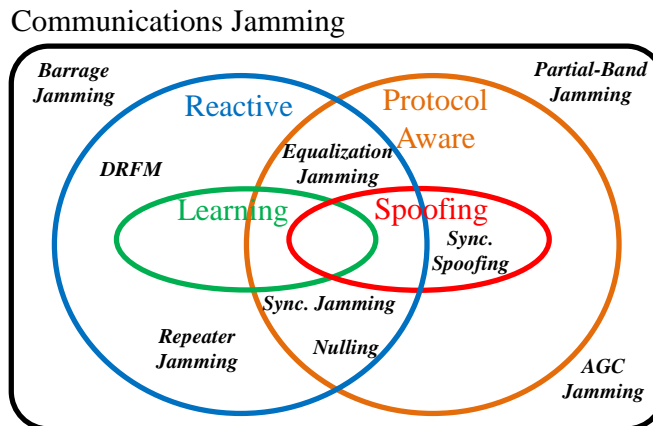 Communications Jamming
Barrage
Jamming
Partial-Band
Jamming
Reactive
Protocol
Aware
DRFM
Equalization
Jamming
Learning
Spoofing
Sync.
Spoofing
Sync. Jamming
Repeater
Jamming
Nulling
AGC
Jamming